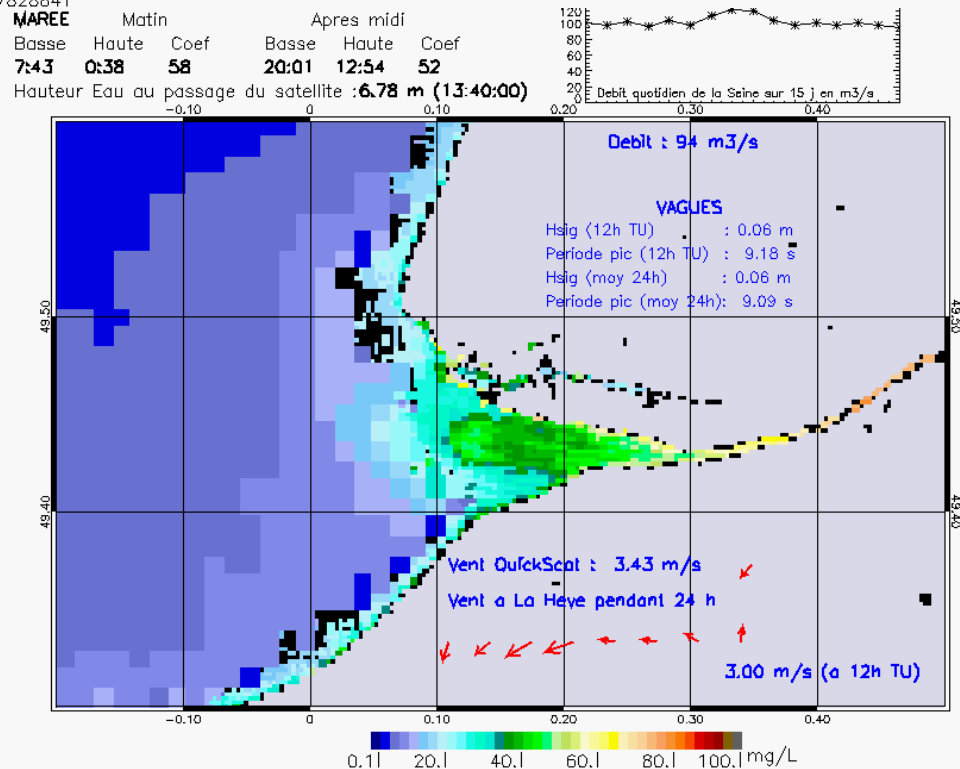 7828841
MAREE Matin Apres midi
Basse Haute Coef Basse Haute Coef
7:43 0:38 58 20:01 12:54 52
Hauteur Eau au passage du satellite :6.78 m (13:40:00)
120
100
80
60
40
20
0
Debit quotidien de la Seine sur 15 j en m3/s
-0.10 0 0.10 0.20 0.30 0.40
Debit : 94 m3/s
VAGUES
Hsig (12h TU) : 0.06 m
Periode pic (12h TU) : 9.18 s
Hsig (moy 24h) : 0.06 m
Periode pic (moy 24h): 9.09 s
49.50 49.50
49.40 49.40
Vent QuickScat : 3.43 m/s
Vent a La Heve pendant 24 h
3.00 m/s (a 12h TU)
-0.10 0 0.10 0.20 0.30 0.40
0.1| 20.| 40.| 60.| 80.| 100.| mg/L